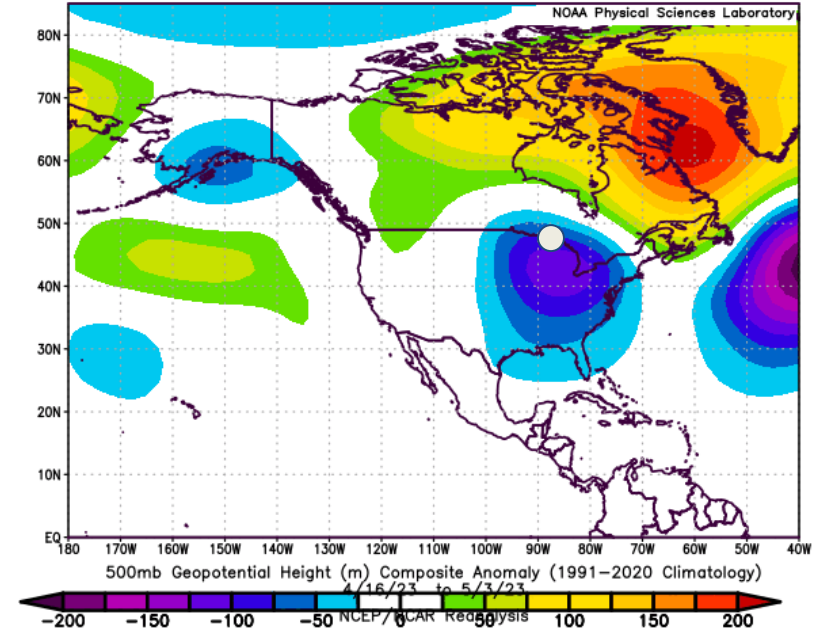 NOAA Physical Sciences Laboratory
80N
70N
60N
50N
40N
30N
20N
10N
EQ
180 170W 160W 150W 140W 130W 120W 110W 100W 90W 80W 70W 60W 50W 40W
500mb Geopotential Height (m) Composite Anomaly (1991–2020 Climatology)
4/16/23 to 5/3/23
-200 -150 -100 -50 0 50 100 150 200
NCEP/NCAR Reanalysis